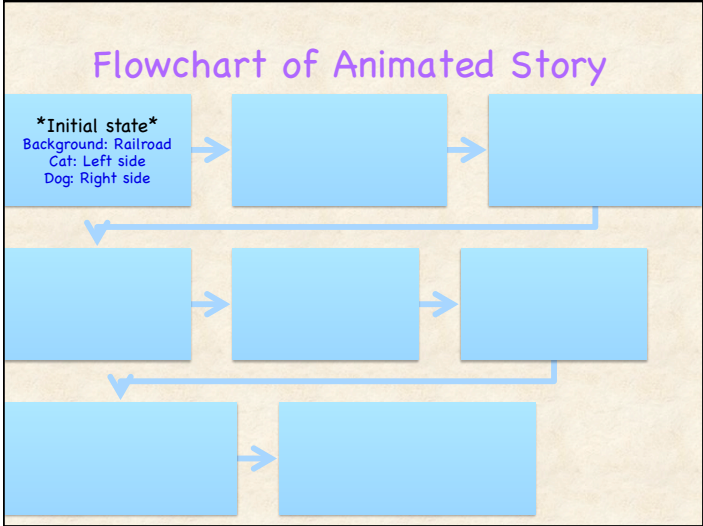 Flowchart of Animated Story
*Initial state*
Background: Railroad
Cat: Left side
Dog: Right side